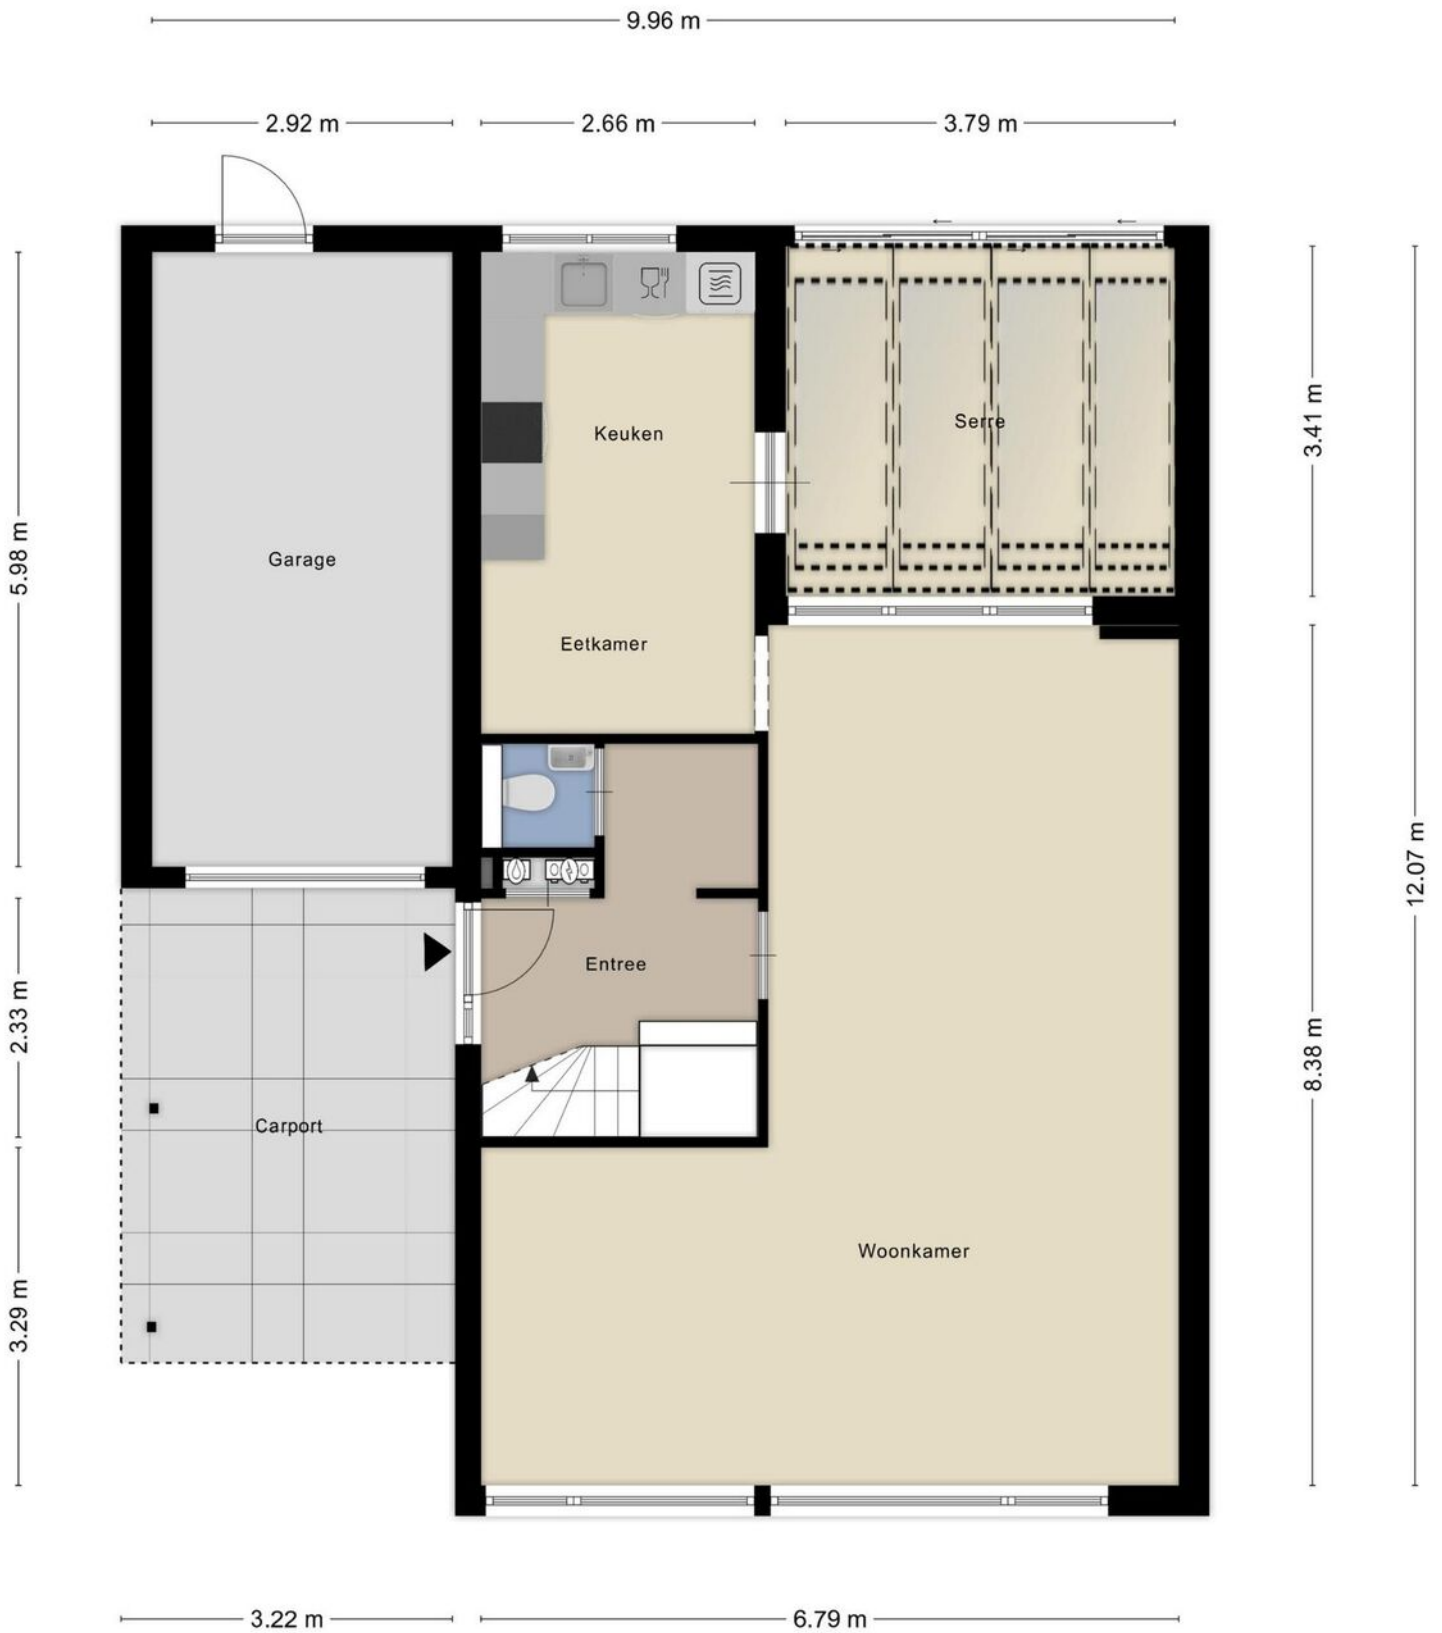 9.96 m
2.92 m
2.66 m
3.79 m
Serre
3.41 m
Keuken
5.98 m
Garage
Eetkamer
12.07 m
Entree
2.33 m
8.38 m
Carport
Woonkamer
3.29 m
3.22 m
6.79 m